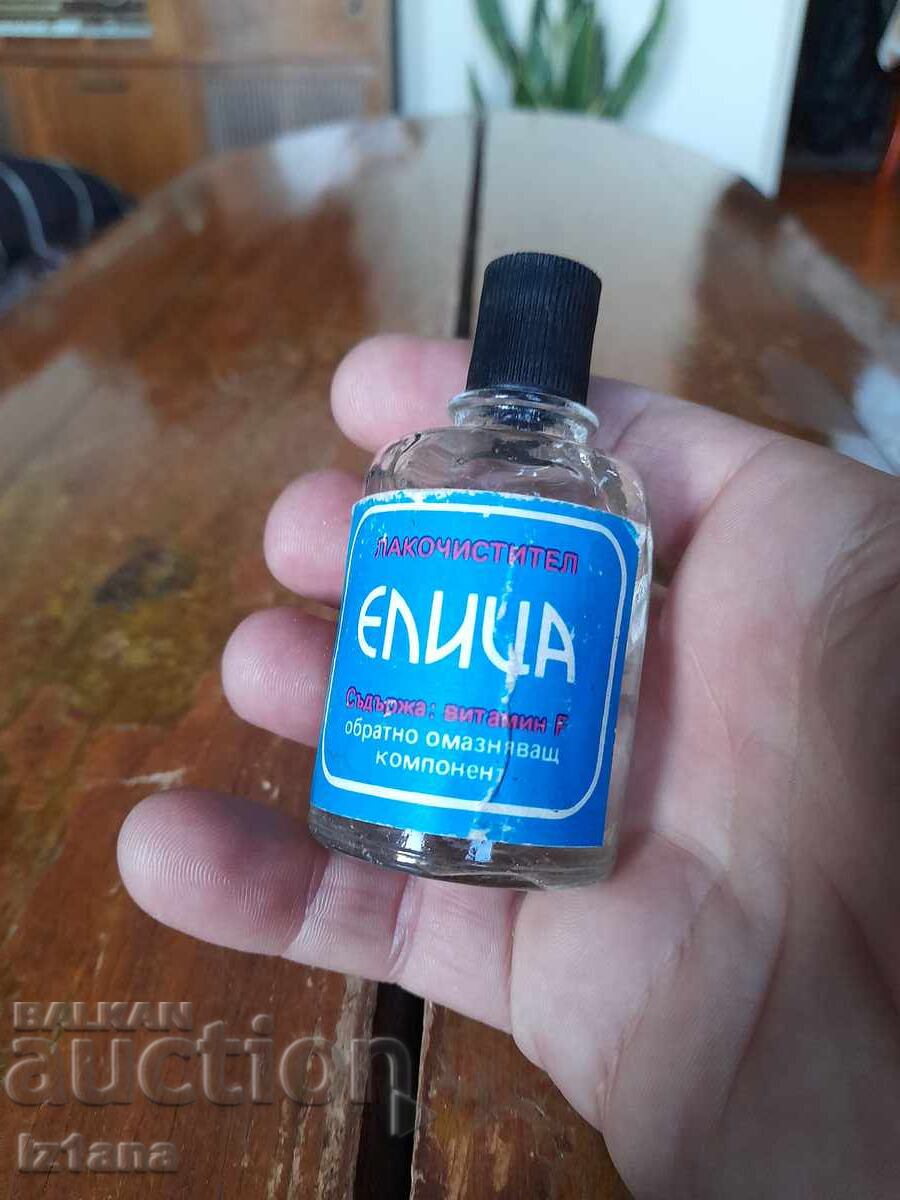 ЛАКОЧИСТИТЕЛ
ЕЛИЦА
Съдържа: витамин F
обратно омазняващ
компонент
BALKAN
auction
iz1ana